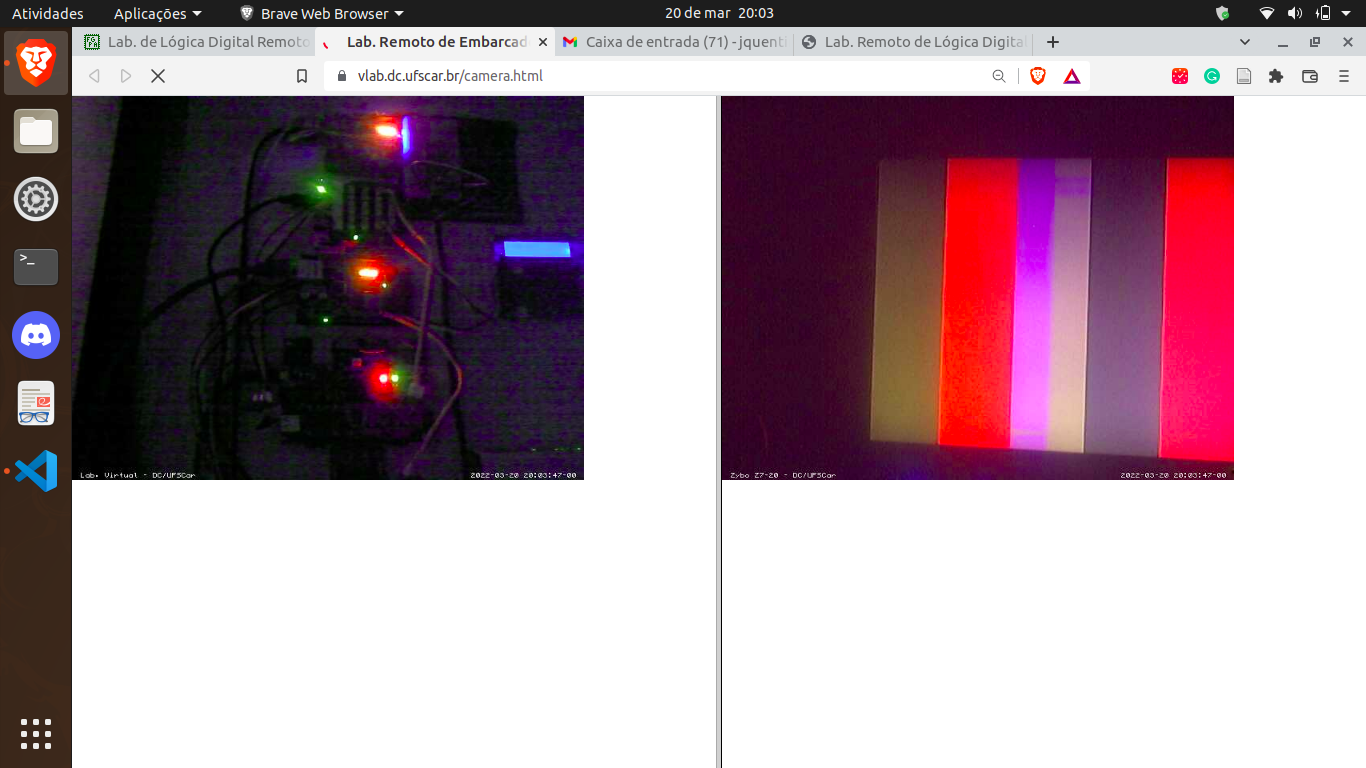 Atividades
Aplicações
Brave Web Browser
20 de mar 20:03
Lab. de Lógica Digital Remoto
Lab. Remoto de Embarcad
Caixa de entrada (71) - jquenti
Lab. Remoto de Lógica Digital
vlab.dc.ufscar.br/camera.html
Lab. Virtual - DC/UFSCar
2022-03-20 20:03:47-00
Zybo Z7-20 - DC/UFSCar
2022-03-20 20:03:47-00